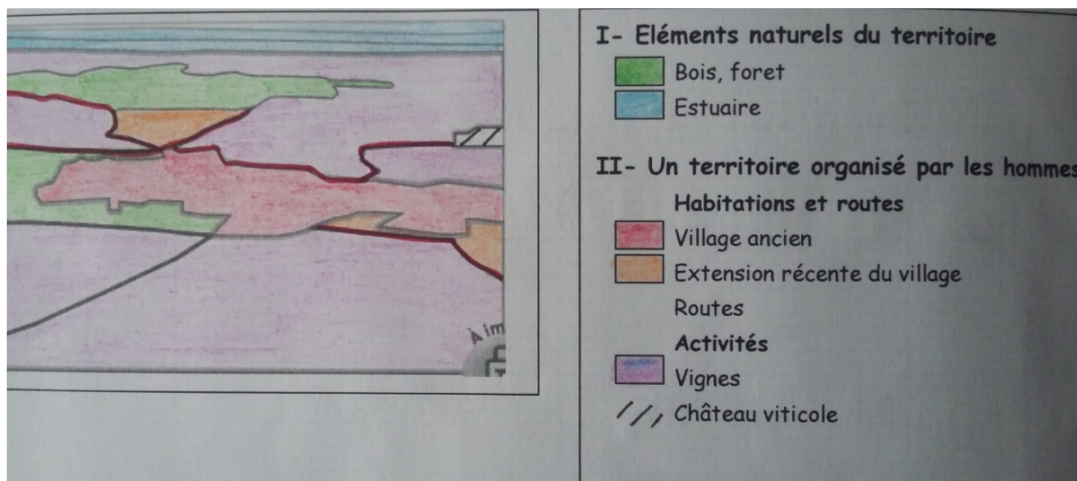 I- Eléments naturels du territoire
Bois, foret
Estuaire
II- Un territoire organisé par les hommes
Habitations et routes
Village ancien
Extension récente du village
Routes
Activités
Vignes
Château viticole
À im